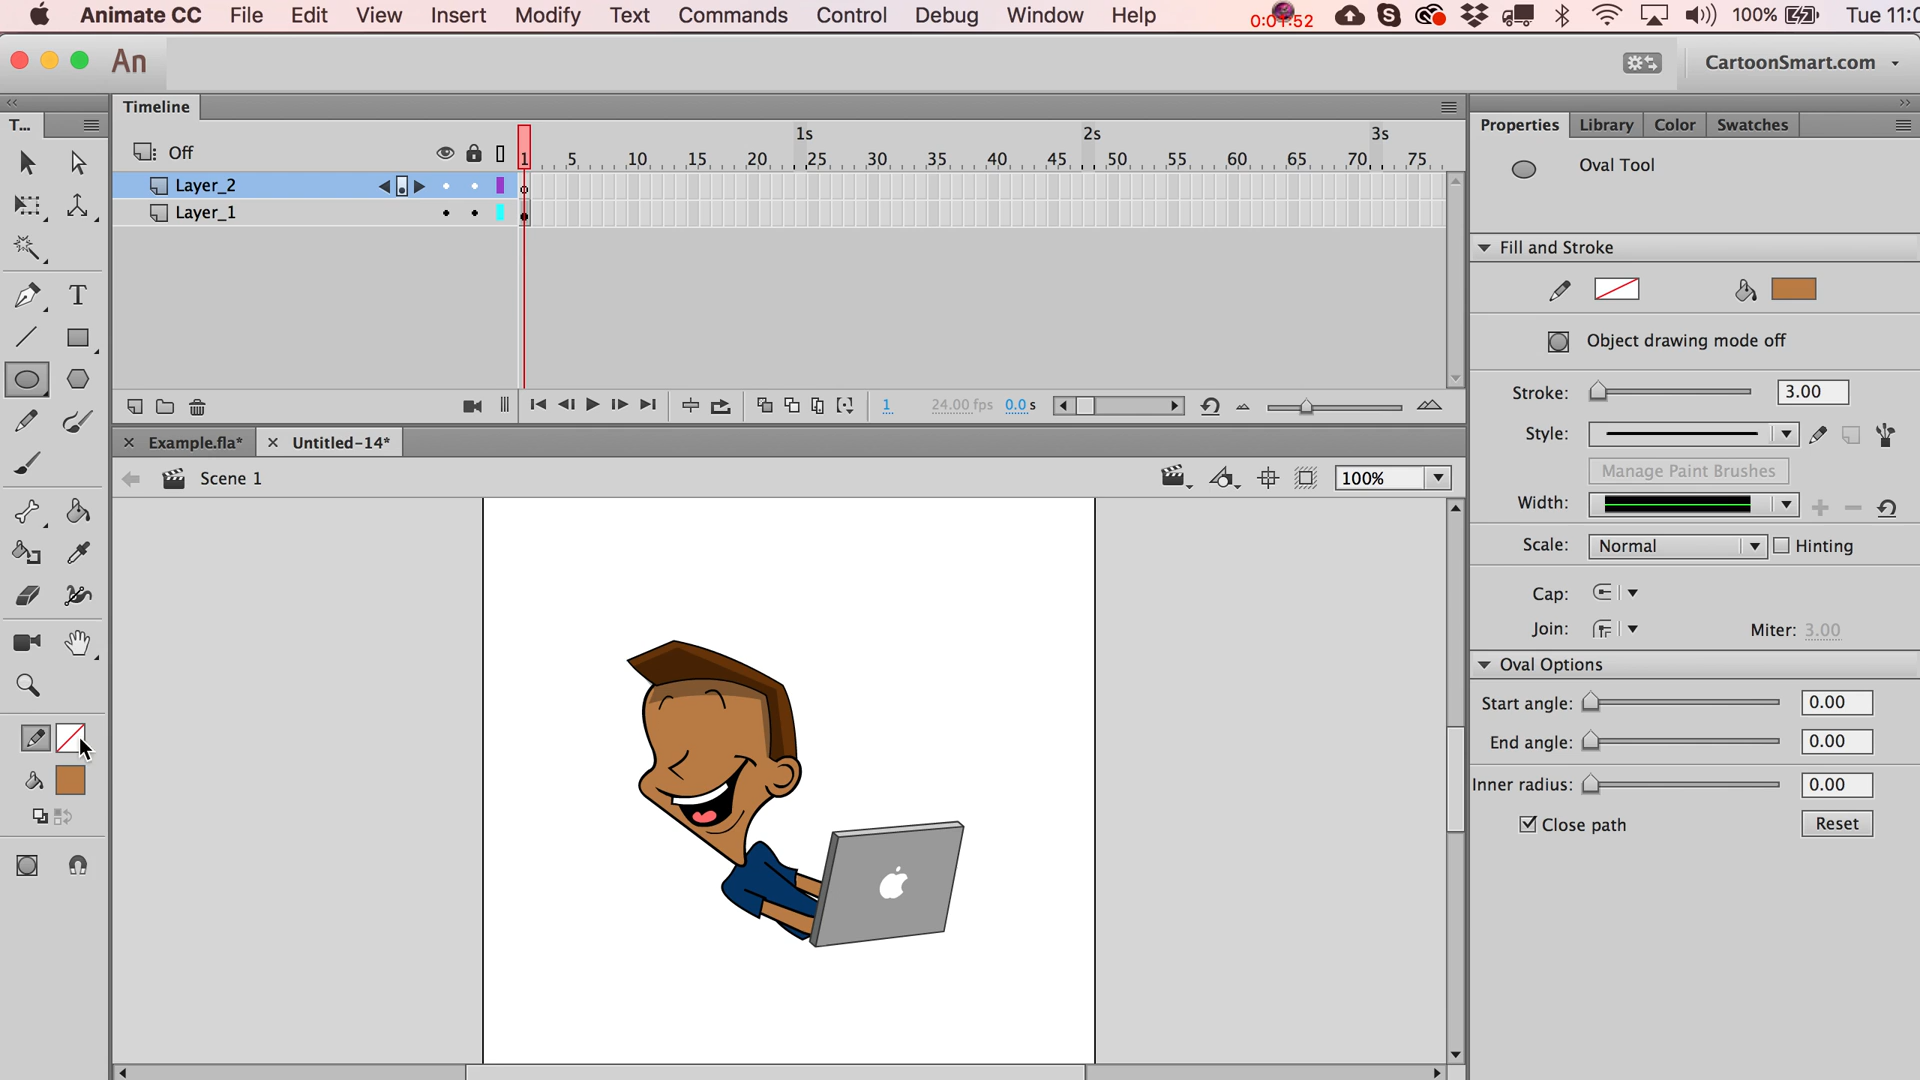 Animate CC File Edit View Insert Modify Text Commands Control Debug Window Help 0:01:52 100% Tue 11:0
An CartoonSmart.com
Timeline
T... Properties Library Color Swatches
Off 1s 2s 3s
1 5 10 15 20 25 30 35 40 45 50 55 60 65 70 75
Oval Tool
Layer_2
Layer_1
Fill and Stroke
Object drawing mode off
Stroke: 3.00
1 24.00 fps 0.0 s
Example.fla* Untitled-14*
Style:
Scene 1 100%
Manage Paint Brushes
Width:
Scale: Normal Hinting
Cap:
Join: Miter: 3.00
Oval Options
Start angle: 0.00
End angle: 0.00
Inner radius: 0.00
Close path Reset